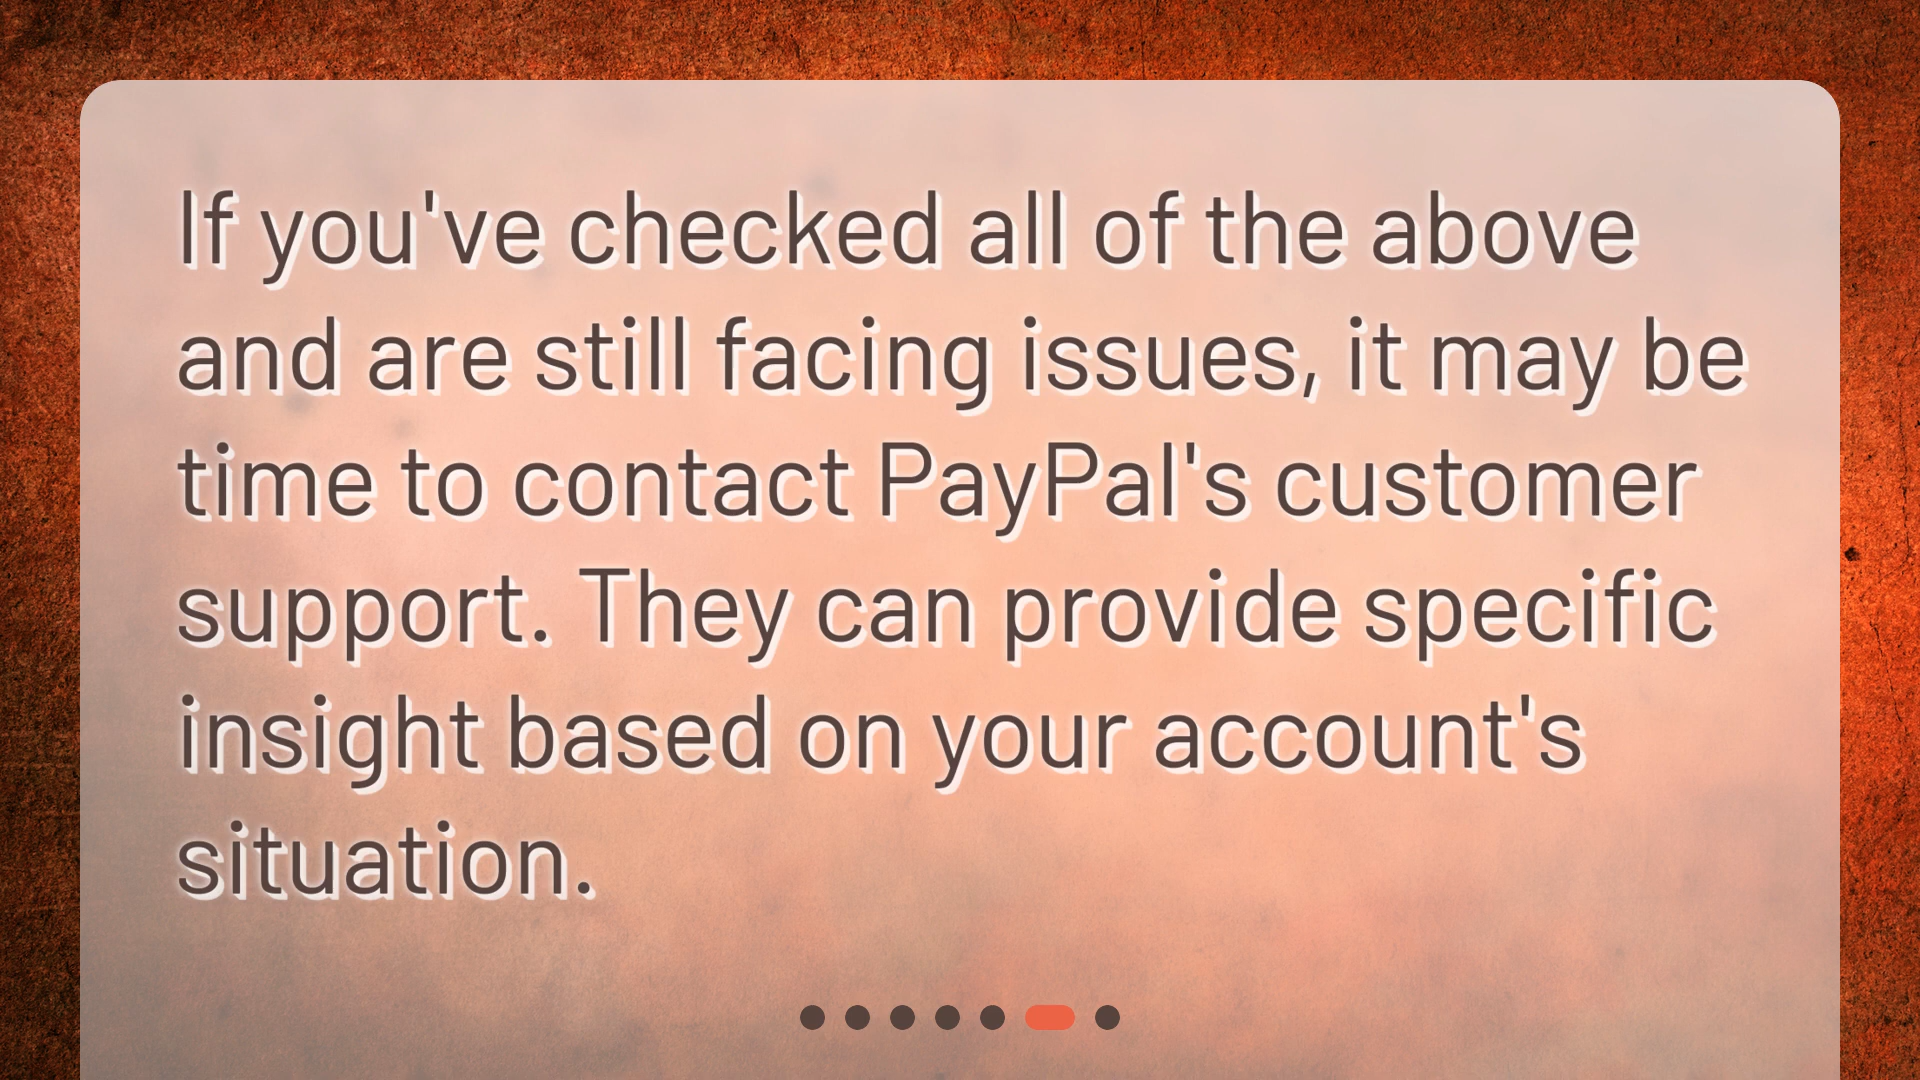 If you've checked all of the above
and are still facing issues, it may be
time to contact PayPal's customer
support. They can provide specific
insight based on your account's
situation.